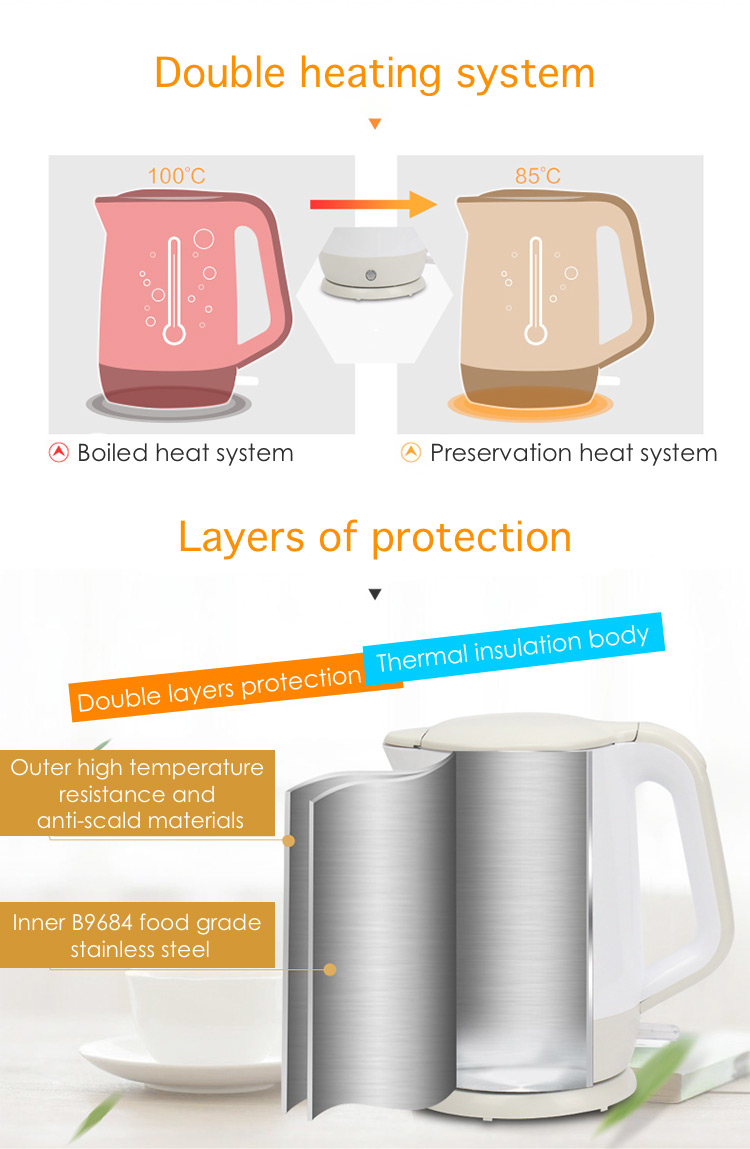 Double heating system
100°C
85°C
Boiled heat system
Preservation heat system
Layers of protection
Thermal insulation body
Double layers protection
Outer high temperature
resistance and
anti-scald materials
Inner B9684 food grade
stainless steel